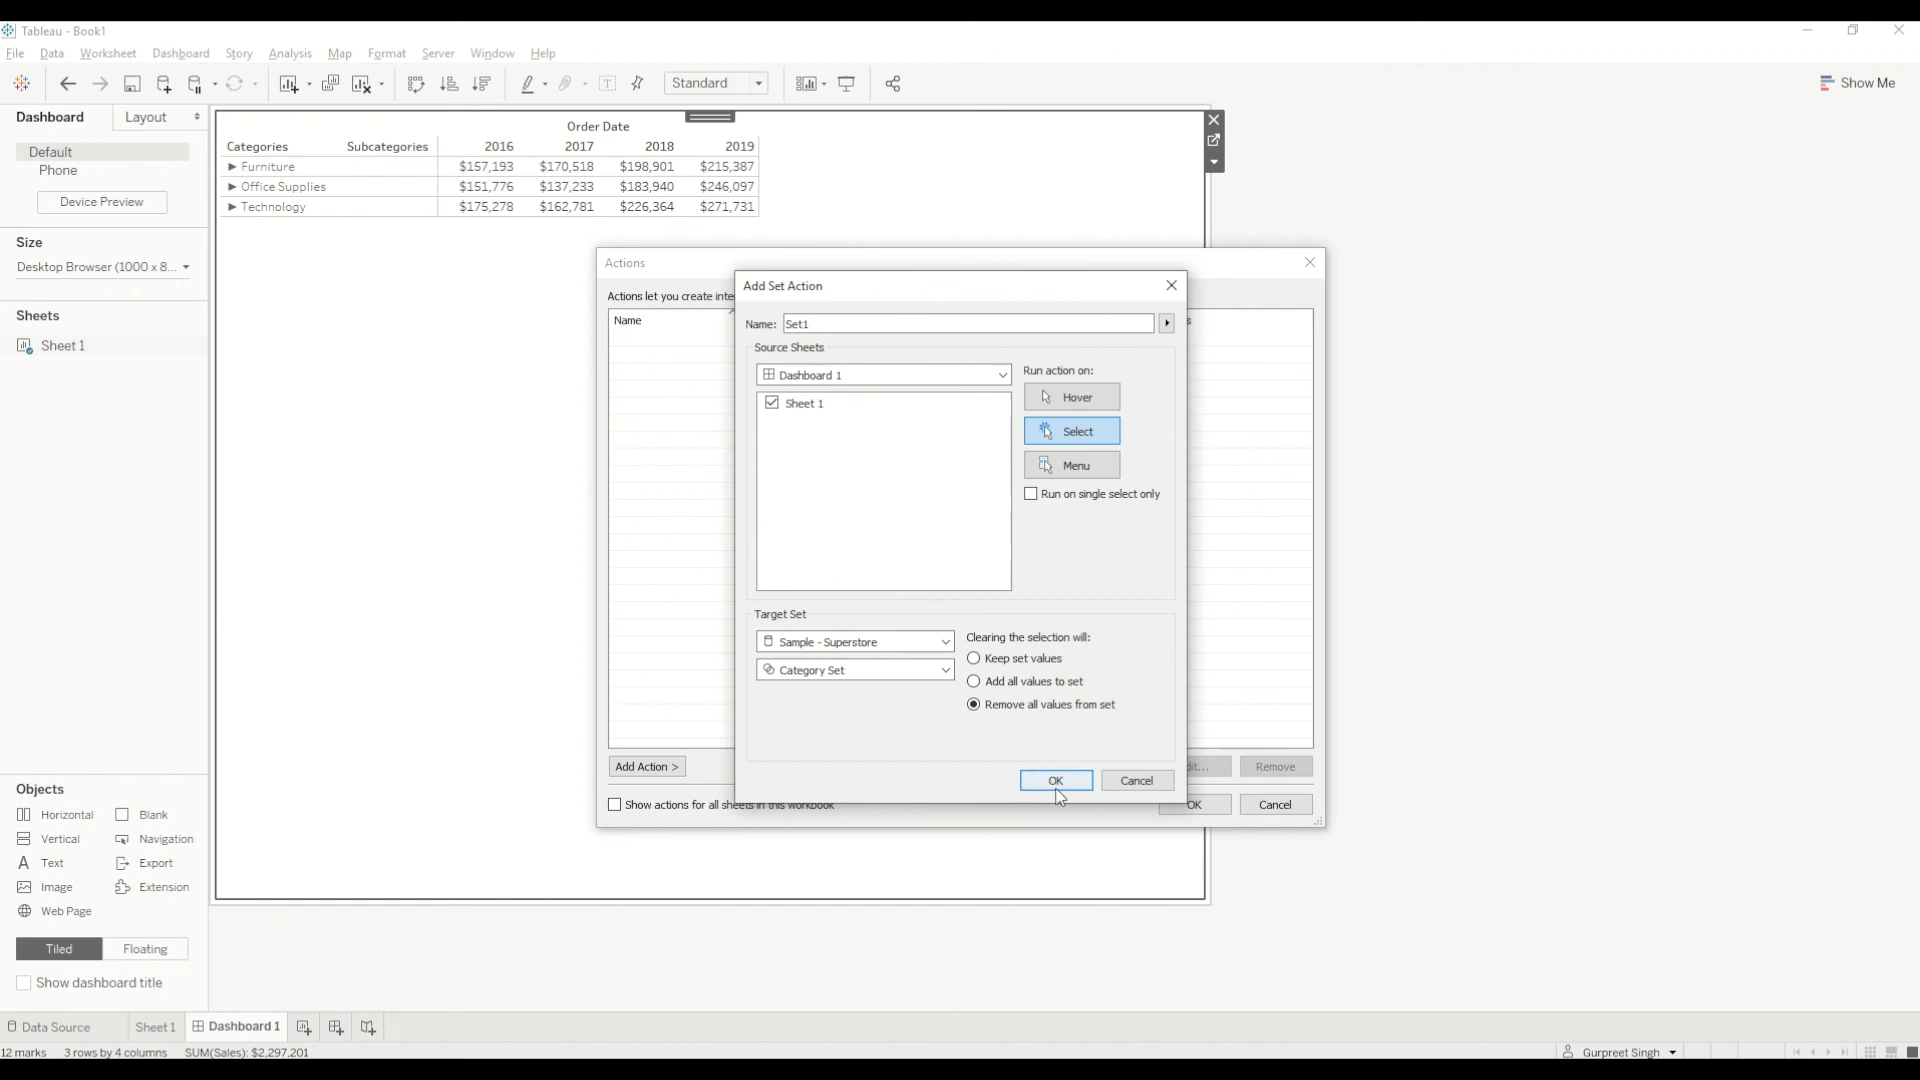 Tableau - Book1
File Data Worksheet Dashboard Story Analysis Map Format Server Window Help
Standard
Show Me
Dashboard Layout
Default
Phone
Device Preview
Size
Desktop Browser (1000 x 8...
Sheets
Sheet 1
Order Date
Categories Subcategories 2016 2017 2018 2019
Furniture $157,193 $170,518 $198,901 $215,387
Office Supplies $151,776 $137,233 $183,940 $246,097
Technology $175,278 $162,781 $226,364 $271,731
Actions
Actions let you create
Name
Add Set Action
Name: Set1
Source Sheets
Dashboard 1
Sheet 1
Run action on:
Hover
Select
Menu
Run on single select only
Target Set
Sample - Superstore
Category Set
Clearing the selection will:
Keep set values
Add all values to set
Remove all values from set
OK Cancel
Add Action >
Remove
Show actions for all sheets in this workbook
OK Cancel
Objects
Horizontal Blank
Vertical Navigation
Text Export
Image Extension
Web Page
Tiled Floating
Show dashboard title
Data Source Sheet 1 Dashboard 1
12 marks 3 rows by 4 columns SUM(Sales): $2,297,201
Gurpreet Singh